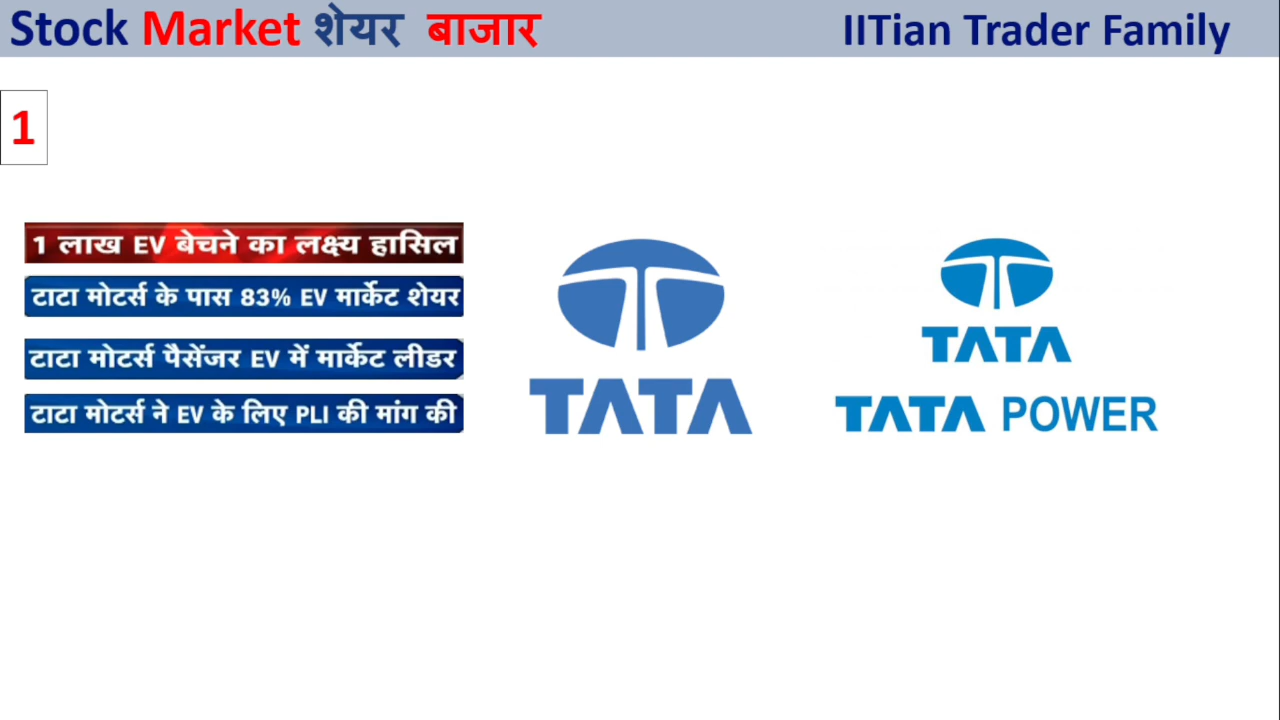 Stock Market शेयर बाजार
IITian Trader Family
1
1 लाख EV बेचने का लक्ष्य हासिल
टाटा मोटर्स के पास 83% EV मार्केट शेयर
टाटा मोटर्स पैसेंजर EV में मार्केट लीडर
टाटा मोटर्स ने EV के लिए PLI की मांग की
TATA
TATA
TATA POWER